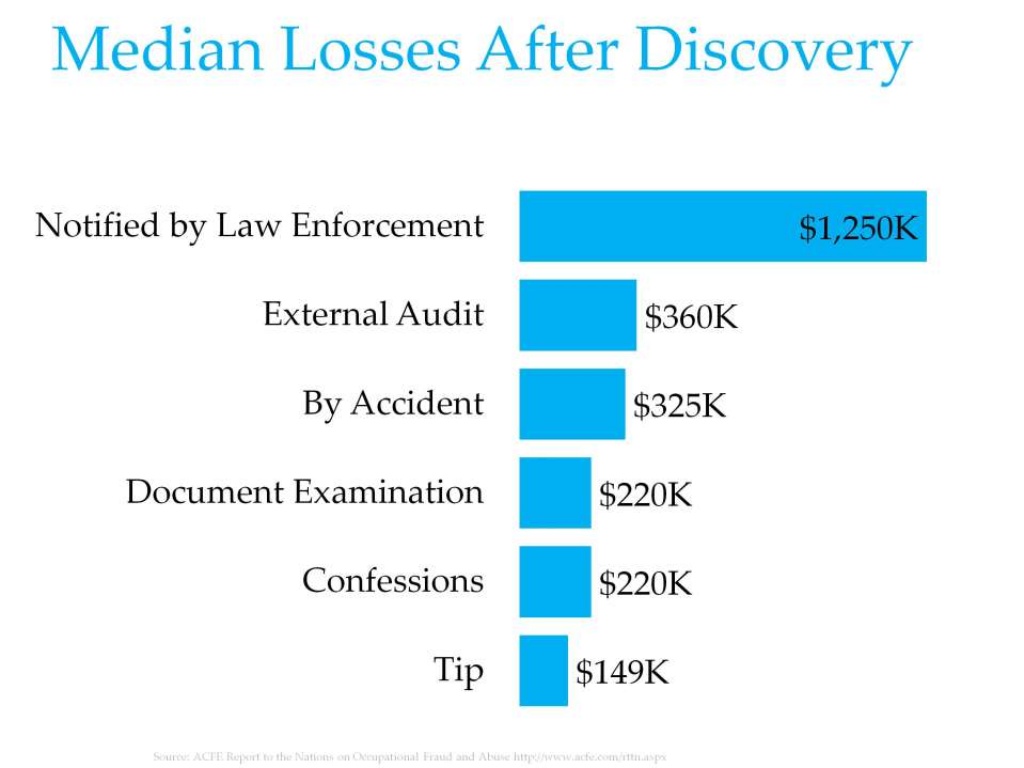 Median Losses After Discovery
Notified by Law Enforcement $1,250K
External Audit $360K
By Accident $325K
Document Examination $220K
Confessions $220K
Tip $149K
Source: ACFE Report to the Nations on Occupational Fraud and Abuse http://www.acfe.com/rttn.aspx